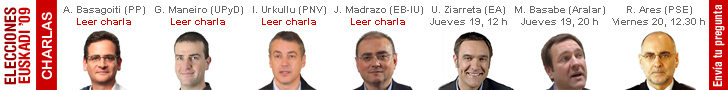 ELECCIONES
EUSKADI '09
CHARLAS
A. Basagoiti (PP)
Leer charla
G. Maneiro (UPyD)
Leer charla
I. Urkullu (PNV)
Leer charla
J. Madrazo (EB-IU)
Leer charla
U. Ziarreta (EA)
Jueves 19, 12 h
M. Basabe (Aralar)
Jueves 19, 20 h
R. Ares (PSE)
Viernes 20, 12.30 h
Envía tu pregunta